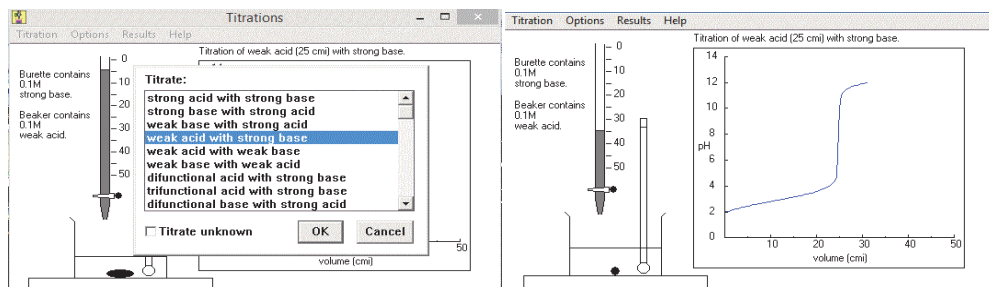 Titrations
Titration Options Results Help
Titration of weak acid (25 cmi) with strong base.
Burette contains
0.1M
strong base.
Beaker contains
0.1M
weak acid.
0
10
20
30
40
50
Titrate:
strong acid with strong base
strong base with strong acid
weak base with strong acid
weak acid with strong base
weak acid with weak base
weak base with weak acid
difunctional acid with strong base
trifunctional acid with strong base
difunctional base with strong acid
Titrate unknown
OK Cancel
50
volume (cmi)
Titration Options Results Help
Titration of weak acid (25 cmi) with strong base.
Burette contains
0.1M
strong base.
Beaker contains
0.1M
weak acid.
0
10
20
30
40
50
14
12
10
8
pH
6
4
2
0
10 20 30 40 50
volume (cmi)